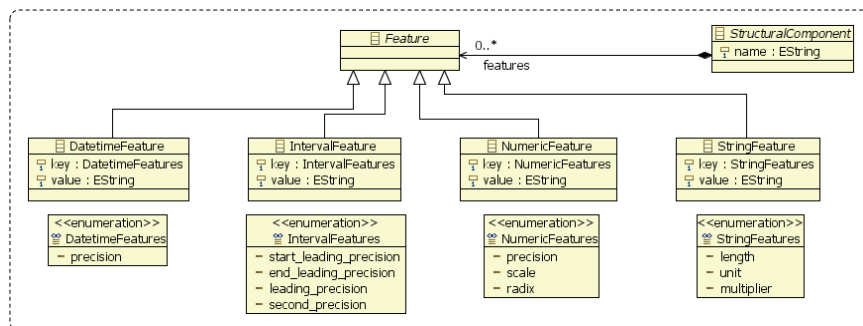 Feature
StructuralComponent
name : EString
0..*
features
DatetimeFeature
key : DatetimeFeatures
value : EString
IntervalFeature
key : IntervalFeatures
value : EString
NumericFeature
key : NumericFeatures
value : EString
StringFeature
key : StringFeatures
value : EString
<<enumeration>>
DatetimeFeatures
precision
<<enumeration>>
IntervalFeatures
start_leading_precision
end_leading_precision
leading_precision
second_precision
<<enumeration>>
NumericFeatures
precision
scale
radix
<<enumeration>>
StringFeatures
length
unit
multiplier